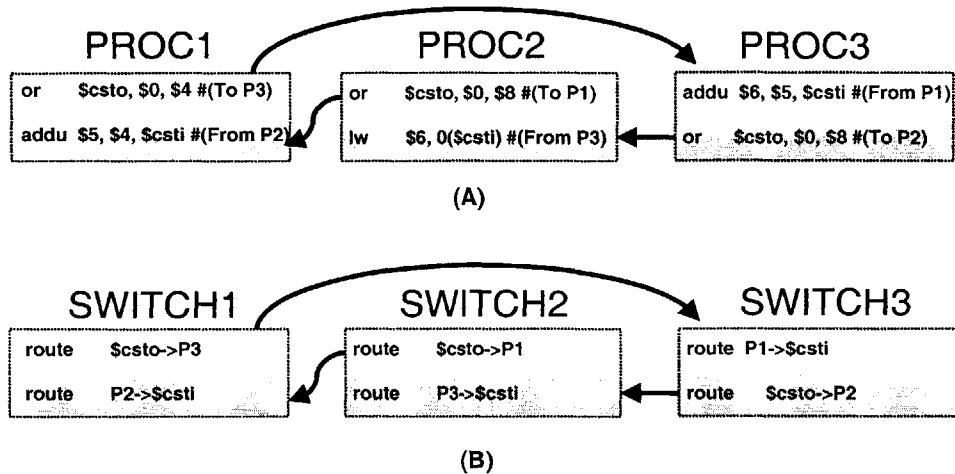 PROC1
or $csto, $0, $4 #(To P3)
addu $5, $4, $csti #(From P2)
PROC2
or $csto, $0, $8 #(To P1)
lw $6, 0($csti) #(From P3)
PROC3
addu $6, $5, $csti #(From P1)
or $csto, $0, $8 #(To P2)
(A)
SWITCH1
route $csto->P3
route P2->$csti
SWITCH2
route $csto->P1
route P3->$csti
SWITCH3
route P1->$csti
route $csto->P2
(B)